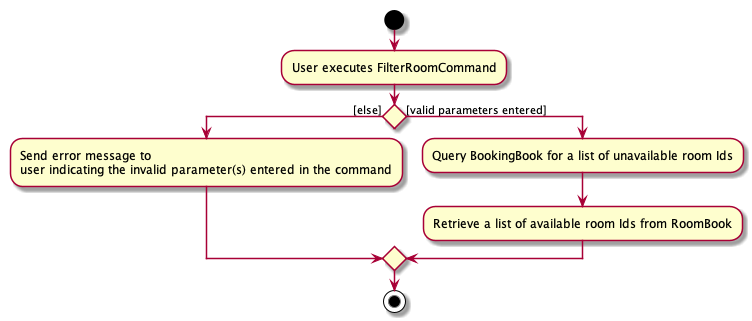 User executes FilterRoomCommand
[else]
[valid parameters entered]
Send error message to
user indicating the invalid parameter(s) entered in the command
Query BookingBook for a list of unavailable room Ids
Retrieve a list of available room Ids from RoomBook